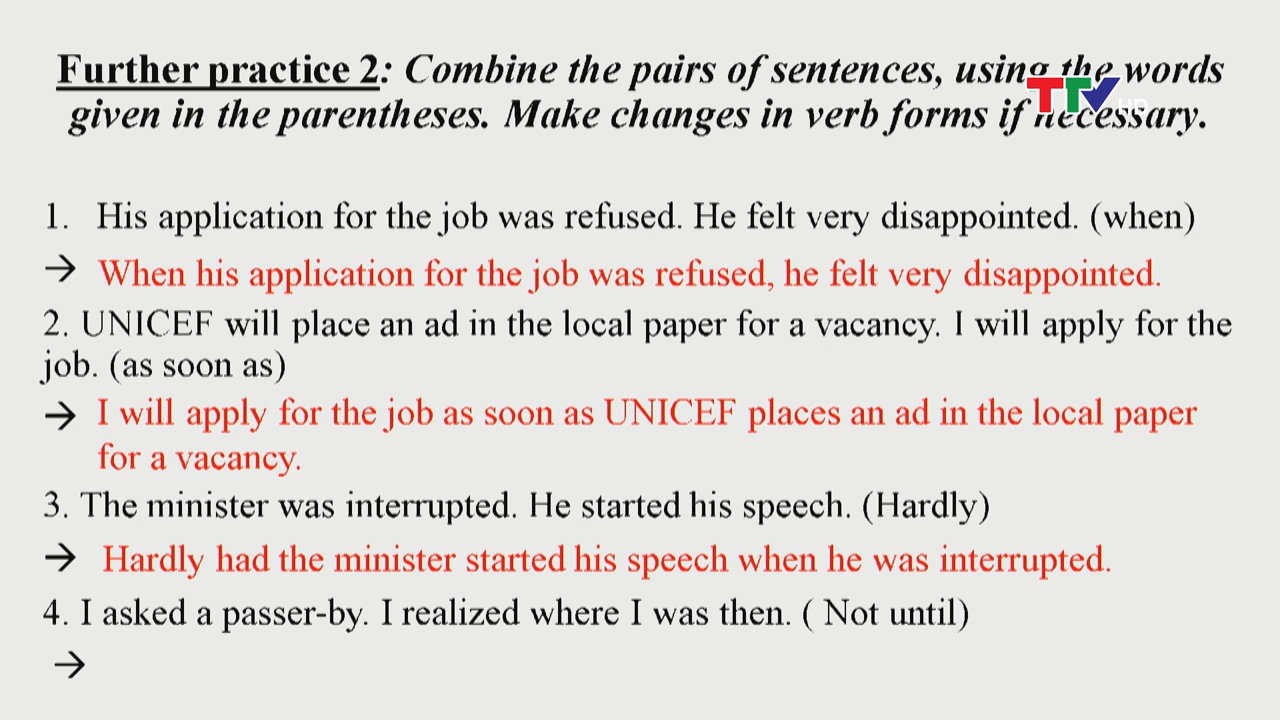 Further practice 2: Combine the pairs of sentences, using the words
given in the parentheses. Make changes in verb forms if necessary.
TTV HD
1. His application for the job was refused. He felt very disappointed. (when)
→ When his application for the job was refused, he felt very disappointed.
2. UNICEF will place an ad in the local paper for a vacancy. I will apply for the
job. (as soon as)
→ I will apply for the job as soon as UNICEF places an ad in the local paper
for a vacancy.
3. The minister was interrupted. He started his speech. (Hardly)
→ Hardly had the minister started his speech when he was interrupted.
4. I asked a passer-by. I realized where I was then. ( Not until)
→